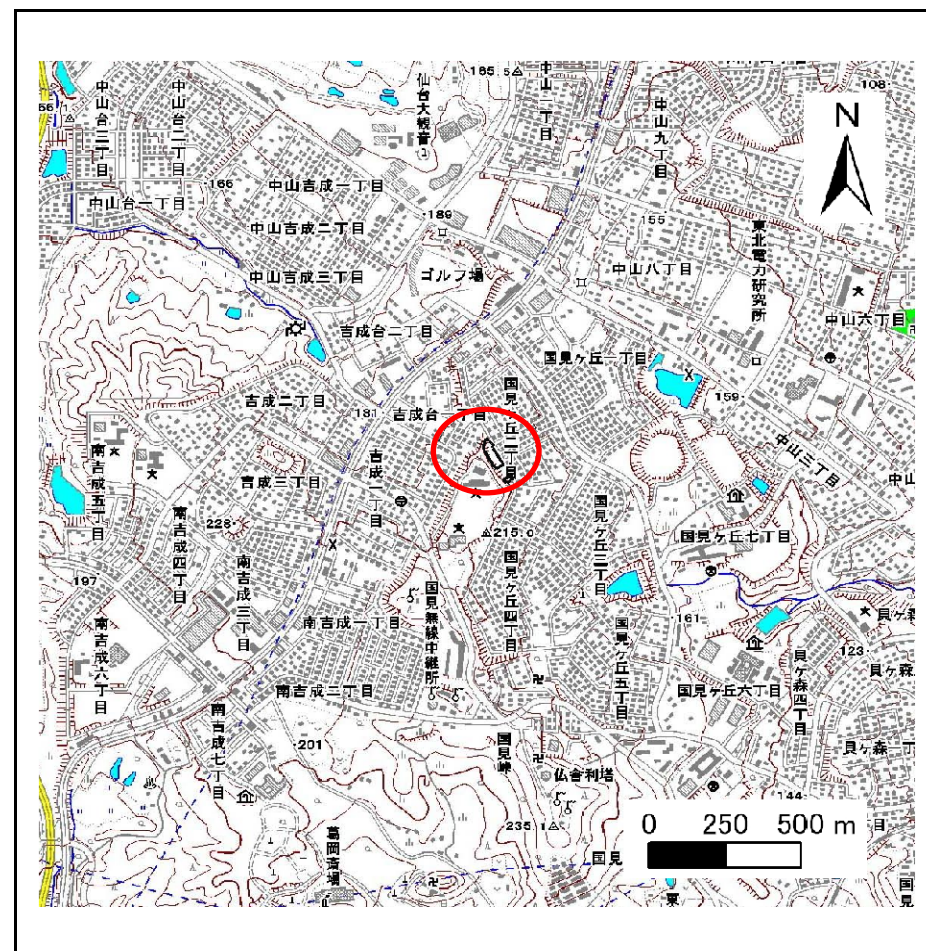 仙台大観音
165.5
108
中山台三丁目
中山台二丁目
中山二丁目
中山九丁目
N
166
中山吉成一丁目
中山台一丁目
189
155
中山吉成二丁目
東北電力研究所
中山吉成三丁目
ゴルフ場
中山八丁目
中山六丁目
吉成台二丁目
国見ヶ丘一丁目
吉成二丁目
181
吉成台一丁目
国見ヶ丘二丁目
159
中山三丁目
南吉成五丁目
吉成三丁目
吉成一丁目
228
南吉成四丁目
215.0
国見ヶ丘三丁目
国見ヶ丘七丁目
197
南吉成三丁目
国見ヶ丘四丁目
国見無線中継所
南吉成一丁目
161
123
南吉成六丁目
国見ヶ丘五丁目
貝ヶ森四丁目
南吉成二丁目
国見ヶ丘六丁目
南吉成七丁目
201
国見峠
仏舎利塔
144
235.1
0 250 500 m
葛岡斎場
国見